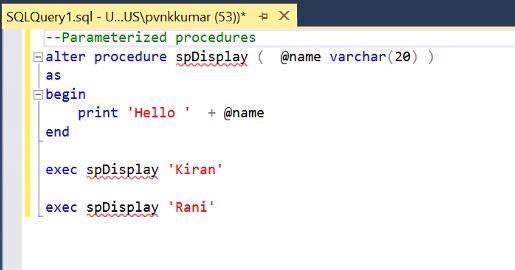 SQLQuery1.sql - U...US\pvnkkumar (53))*
--Parameterized procedures
alter procedure spDisplay (  @name varchar(20) )
as
begin
    print 'Hello '  + @name
end
exec spDisplay 'Kiran'
exec spDisplay 'Rani'